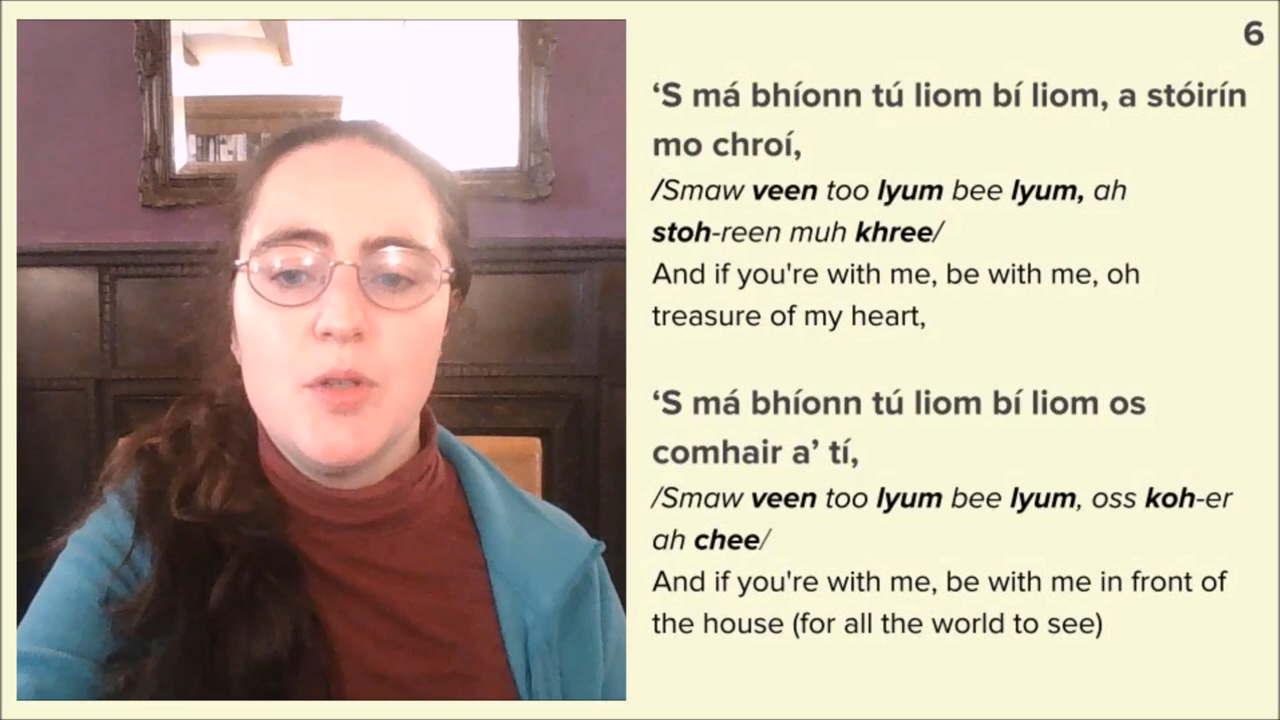 6
‘S má bhíonn tú liom bí liom, a stóirín
mo chroí,
/Smaw veen too lyum bee lyum, ah
stoh-reen muh khree/
And if you're with me, be with me, oh
treasure of my heart,
‘S má bhíonn tú liom bí liom os
comhair a’ tí,
/Smaw veen too lyum bee lyum, oss koh-er
ah chee/
And if you're with me, be with me in front of
the house (for all the world to see)